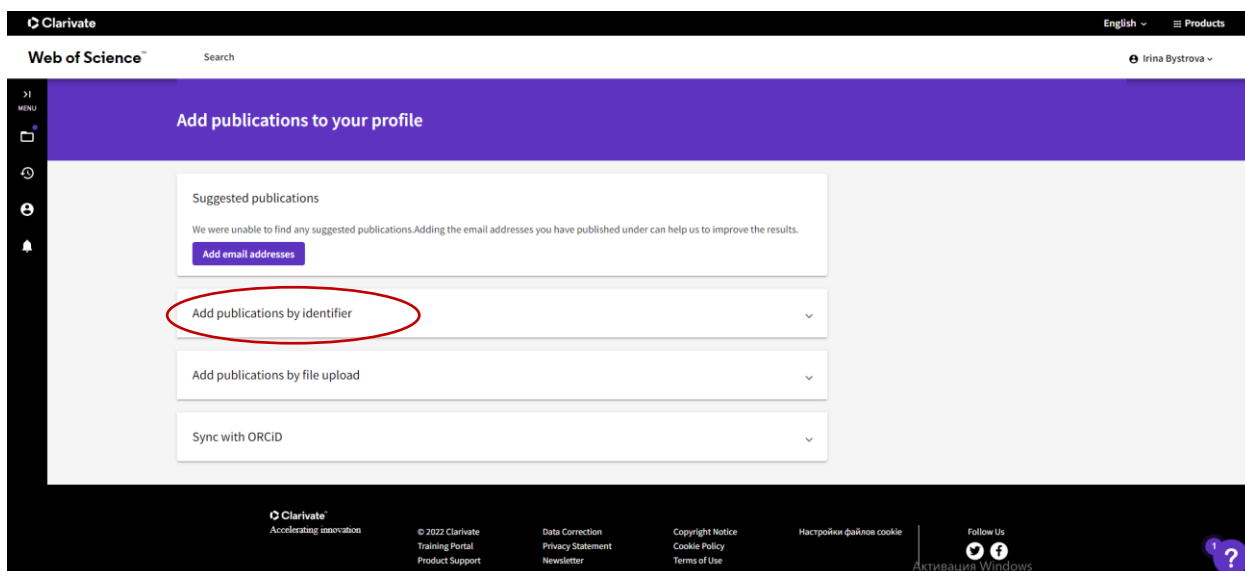 Clarivate
English
Products
Web of Science™
Search
Irina Bystrova
MENU
Add publications to your profile
Suggested publications
We were unable to find any suggested publications.Adding the email addresses you have published under can help us to improve the results.
Add email addresses
Add publications by identifier
Add publications by file upload
Sync with ORCiD
Clarivate™
Accelerating innovation
© 2022 Clarivate
Training Portal
Product Support
Data Correction
Privacy Statement
Newsletter
Copyright Notice
Cookie Policy
Terms of Use
Настройки файлов cookie
Follow Us
Активация Windows
1
?